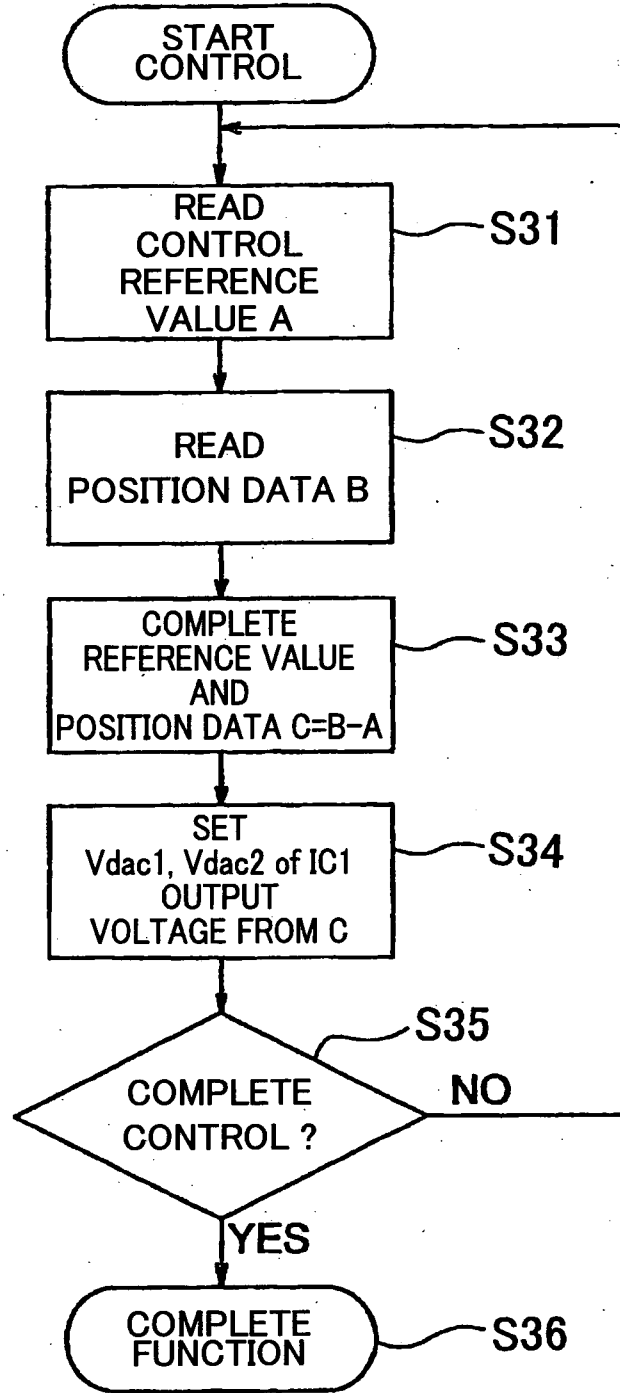 START
CONTROL
READ
CONTROL
REFERENCE
VALUE A
S31
READ
POSITION DATA B
S32
COMPLETE
REFERENCE VALUE
AND
POSITION DATA C=B-A
S33
SET
Vdac1, Vdac2 of IC1
OUTPUT
VOLTAGE FROM C
S34
S35
COMPLETE
CONTROL ?
NO
YES
COMPLETE
FUNCTION
S36